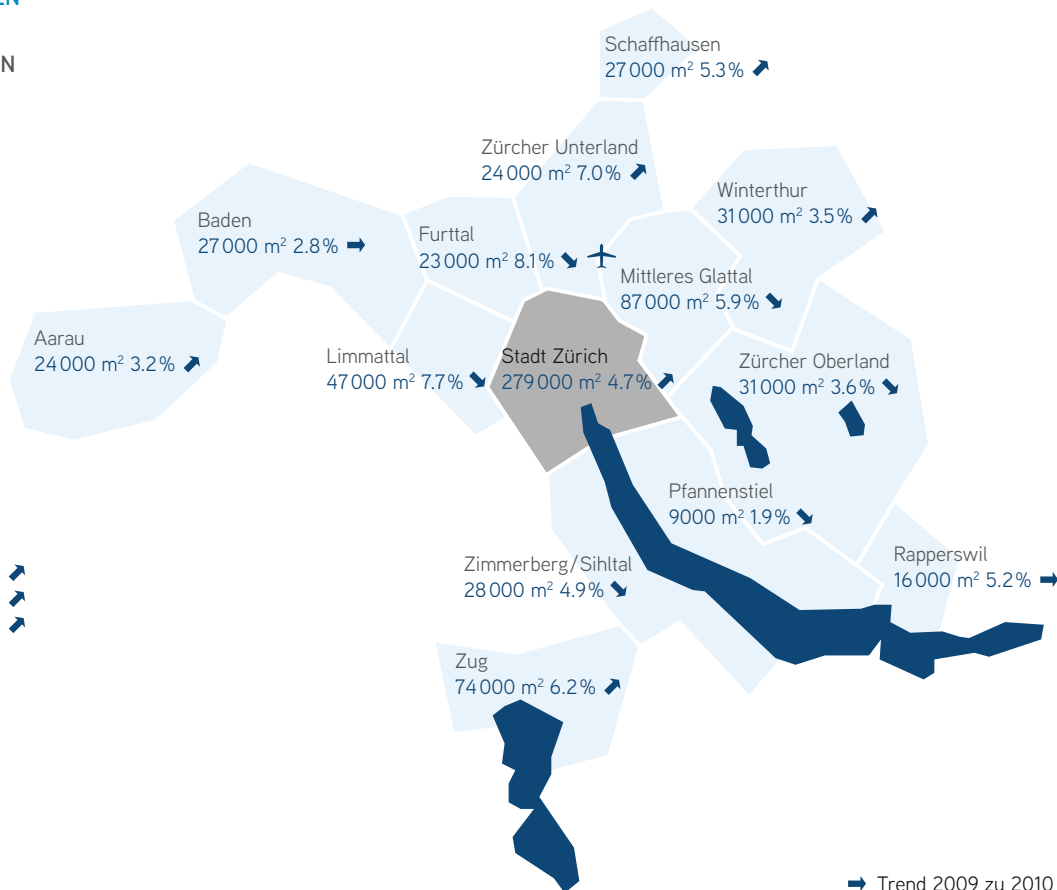 EN
N
Schaffhausen
27 000 m² 5.3 % ↗
Zürcher Unterland
24 000 m² 7.0 % ↗
Winterthur
31 000 m² 3.5 % ↗
Baden
27 000 m² 2.8 % →
Furttal
23 000 m² 8.1 % ↘
Mittleres Glattal
87 000 m² 5.9 % ↘
Aarau
24 000 m² 3.2 % ↗
Limmattal
47 000 m² 7.7 % ↘
Stadt Zürich
279 000 m² 4.7 % ↗
Zürcher Oberland
31 000 m² 3.6 % ↘
Pfannenstiel
9000 m² 1.9 % ↘
Zimmerberg/Sihltal
28 000 m² 4.9 % ↘
Rapperswil
16 000 m² 5.2 % →
↗
↗
↗
Zug
74 000 m² 6.2 % ↗
→ Trend 2009 zu 2010